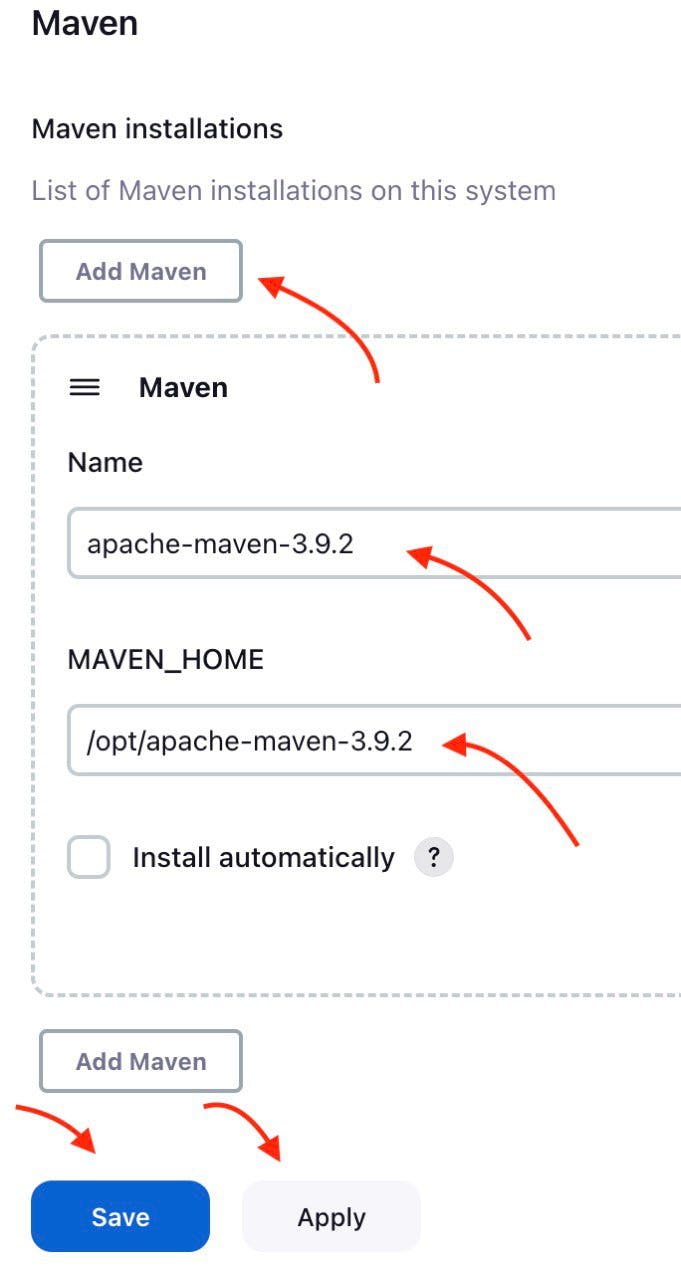 Maven
Maven installations
List of Maven installations on this system
Add Maven
Maven
Name
apache-maven-3.9.2
MAVEN_HOME
/opt/apache-maven-3.9.2
Install automatically ?
Add Maven
Save Apply